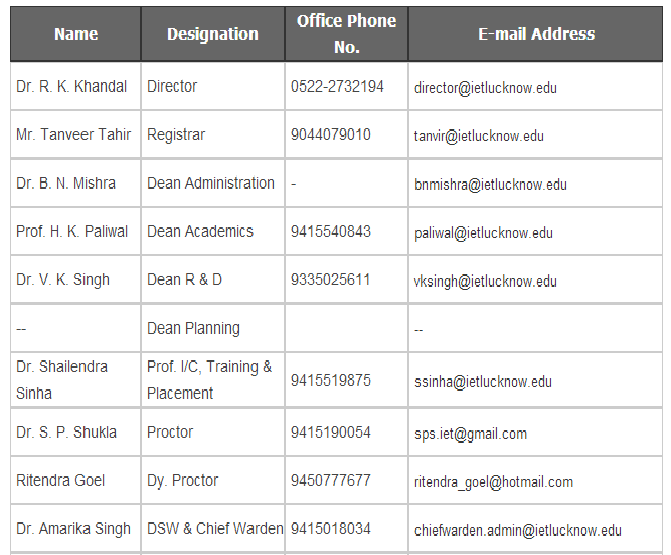 Name Designation Office Phone No. E-mail Address
Dr. R. K. Khandal Director 0522-2732194 director@ietlucknow.edu
Mr. Tanveer Tahir Registrar 9044079010 tanvir@ietlucknow.edu
Dr. B. N. Mishra Dean Administration - bnmishra@ietlucknow.edu
Prof. H. K. Paliwal Dean Academics 9415540843 paliwal@ietlucknow.edu
Dr. V. K. Singh Dean R & D 9335025611 vksingh@ietlucknow.edu
-- Dean Planning --
Dr. Shailendra Sinha Prof. I/C, Training & Placement 9415519875 ssinha@ietlucknow.edu
Dr. S. P. Shukla Proctor 9415190054 sps.iet@gmail.com
Ritendra Goel Dy. Proctor 9450777677 ritendra_goel@hotmail.com
Dr. Amarika Singh DSW & Chief Warden 9415018034 chiefwarden.admin@ietlucknow.edu